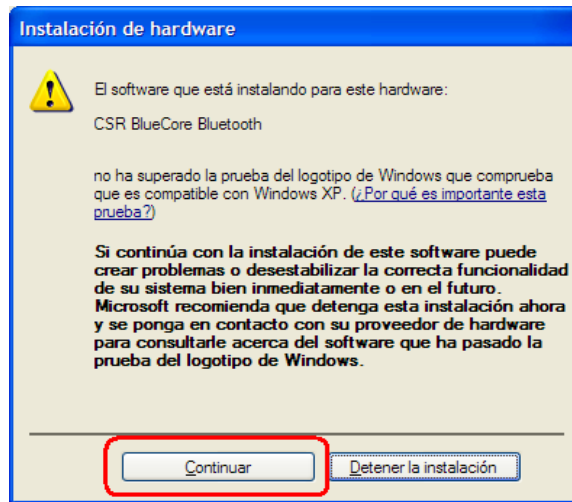 Instalación de hardware
El software que está instalando para este hardware:
CSR BlueCore Bluetooth
no ha superado la prueba del logotipo de Windows que comprueba
que es compatible con Windows XP. (¿Por qué es importante esta
prueba?)
Si continúa con la instalación de este software puede
crear problemas o desestabilizar la correcta funcionalidad
de su sistema bien inmediatamente o en el futuro.
Microsoft recomienda que detenga esta instalación ahora
y se ponga en contacto con su proveedor de hardware
para consultarle acerca del software que ha pasado la
prueba del logotipo de Windows.
Continuar Detener la instalación